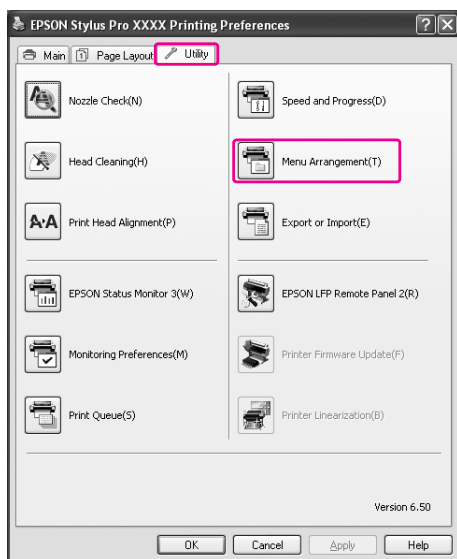 EPSON Stylus Pro XXXX Printing Preferences
Main
Page Layout
Utility
Nozzle Check(N)
Speed and Progress(D)
Head Cleaning(H)
Menu Arrangement(T)
A·A
Print Head Alignment(P)
Export or Import(E)
EPSON Status Monitor 3(W)
EPSON LFP Remote Panel 2(R)
Monitoring Preferences(M)
Printer Firmware Update(F)
Print Queue(S)
Printer Linearization(B)
Version 6.50
OK
Cancel
Apply
Help